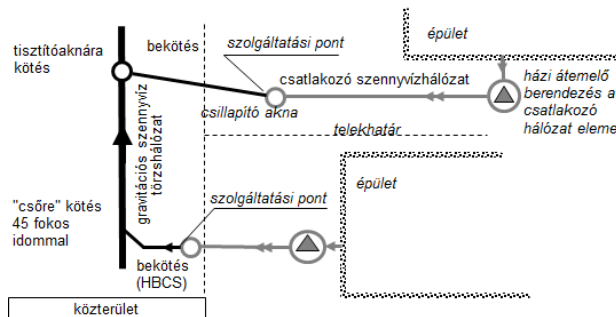 tisztítóaknára
kötés
bekötés
szolgáltatási pont
épület
csatlakozó szennyvízhálózat
csillapító akna
házi átemelő
berendezés a
csatlakozó
hálózat eleme
telekhatár
gravitációs szennyvíz
törzshálózat
"csőre" kötés
45 fokos
idommal
szolgáltatási pont
épület
bekötés
(HBCS)
közterület